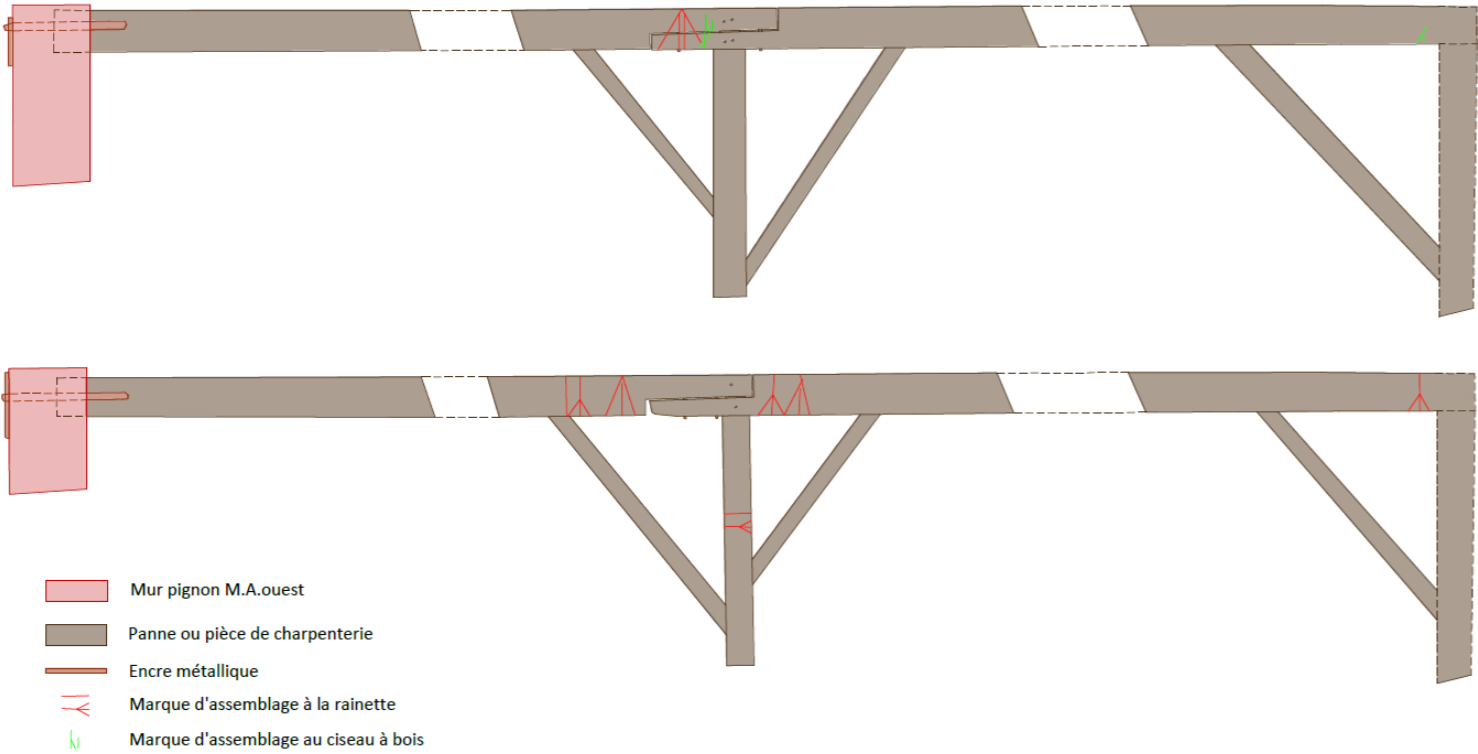 Mur pignon M.A.ouest
Panne ou pièce de charpenterie
Encre métallique
Marque d'assemblage à la rainette
Marque d'assemblage au ciseau à bois